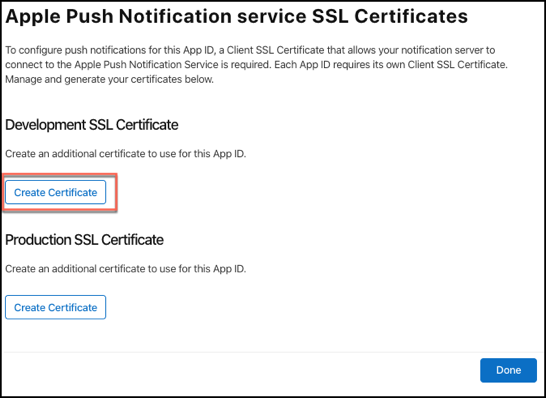 Apple Push Notification service SSL Certificates
To configure push notifications for this App ID, a Client SSL Certificate that allows your notification server to
connect to the Apple Push Notification Service is required. Each App ID requires its own Client SSL Certificate.
Manage and generate your certificates below.
Development SSL Certificate
Create an additional certificate to use for this App ID.
Create Certificate
Production SSL Certificate
Create an additional certificate to use for this App ID.
Create Certificate
Done